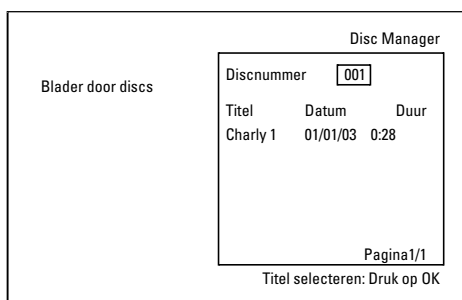 Disc Manager
Blader door discs
Discnummer 001
Titel Datum Duur
Charly 1 01/01/03 0:28
Pagina1/1
Titel selecteren: Druk op OK